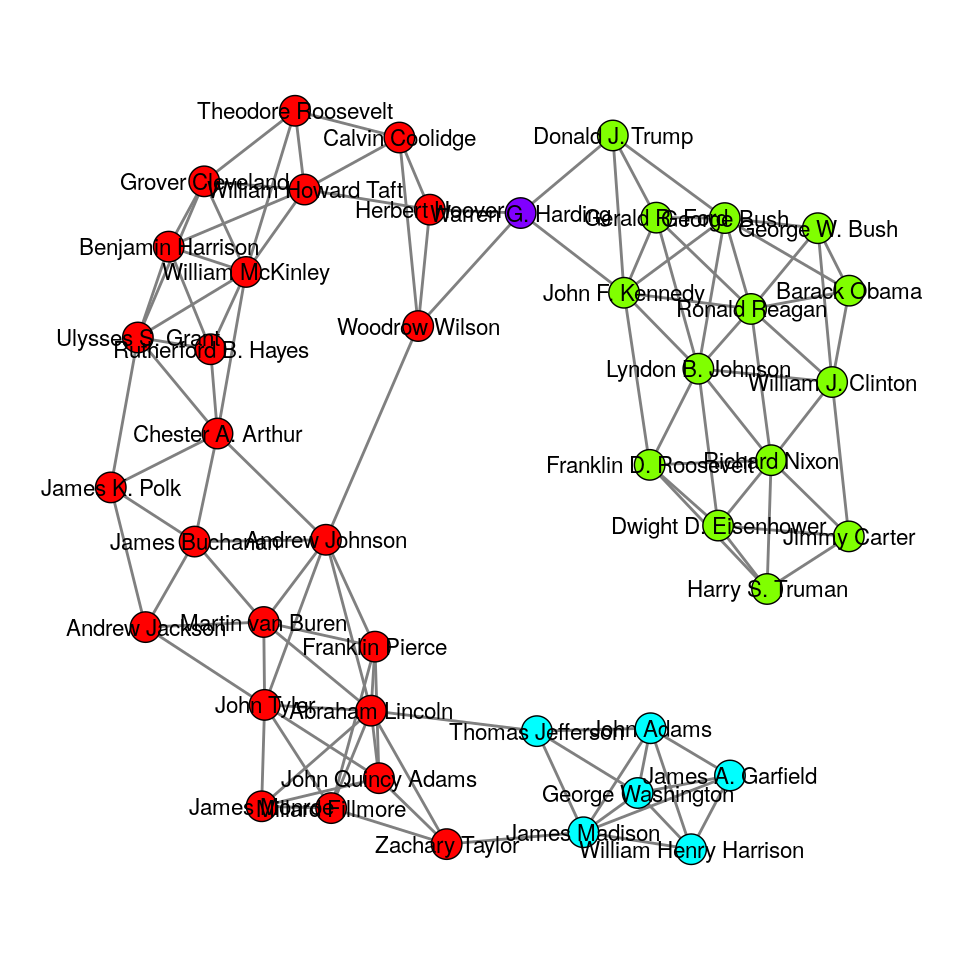 Theodore Roosevelt
Calvin Coolidge
Donald J. Trump
Grover Cleveland
William Howard Taft
Herbert Hoover
Warren G. Harding
Gerald R. Ford
George Bush
George W. Bush
Benjamin Harrison
William McKinley
John F. Kennedy
Ronald Reagan
Barack Obama
Ulysses S. Grant
Rutherford B. Hayes
Woodrow Wilson
Lyndon B. Johnson
William J. Clinton
Chester A. Arthur
Franklin D. Roosevelt
Richard Nixon
James K. Polk
Dwight D. Eisenhower
Jimmy Carter
James Buchanan
Andrew Johnson
Harry S. Truman
Andrew Jackson
Martin van Buren
Franklin Pierce
John Tyler
Abraham Lincoln
Thomas Jefferson
John Adams
John Quincy Adams
James A. Garfield
George Washington
James Monroe
Millard Fillmore
Zachary Taylor
James Madison
William Henry Harrison